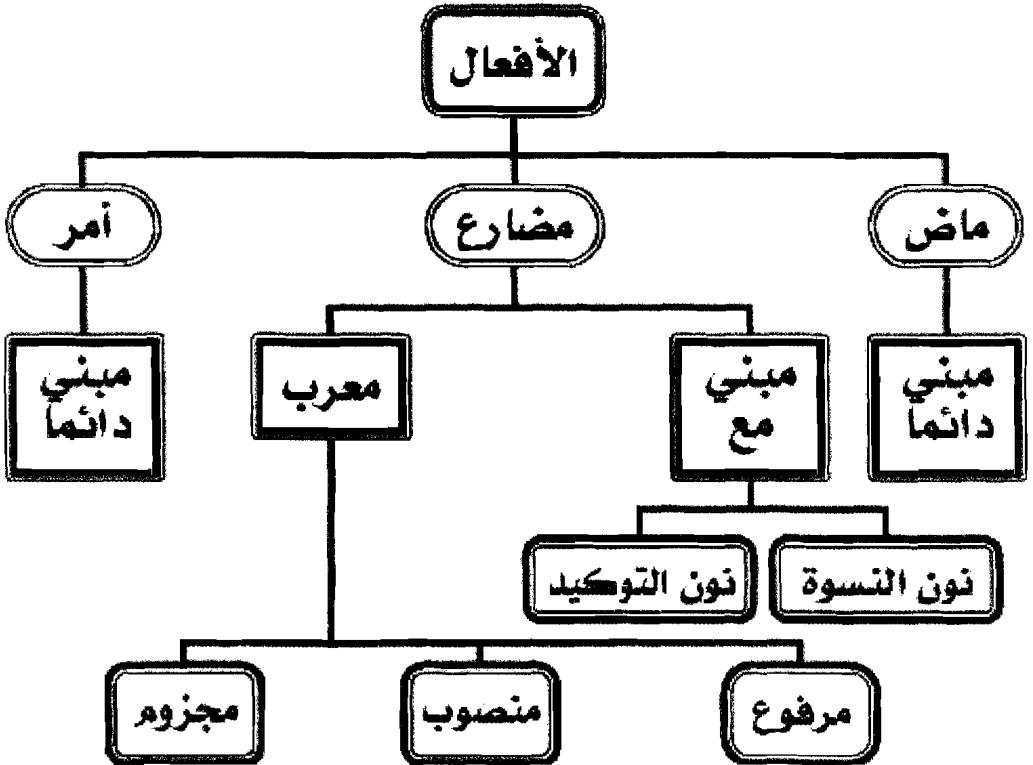 الأفعال
ماض
مضارع
أمر
مبني
دائما
مبني
مع
معرب
مبني
دائما
نون النسوة
نون التوكيد
مرفوع
منصوب
مجزوم